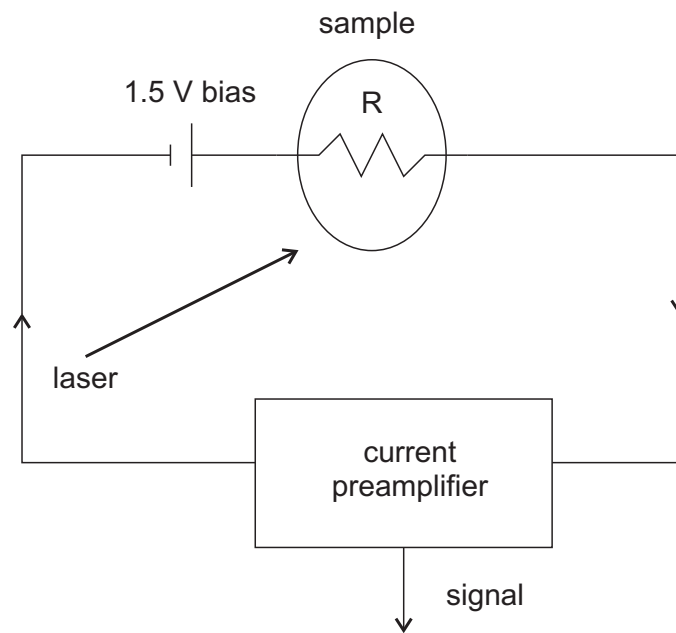 sample
1.5 V bias
R
laser
current
preamplifier
signal